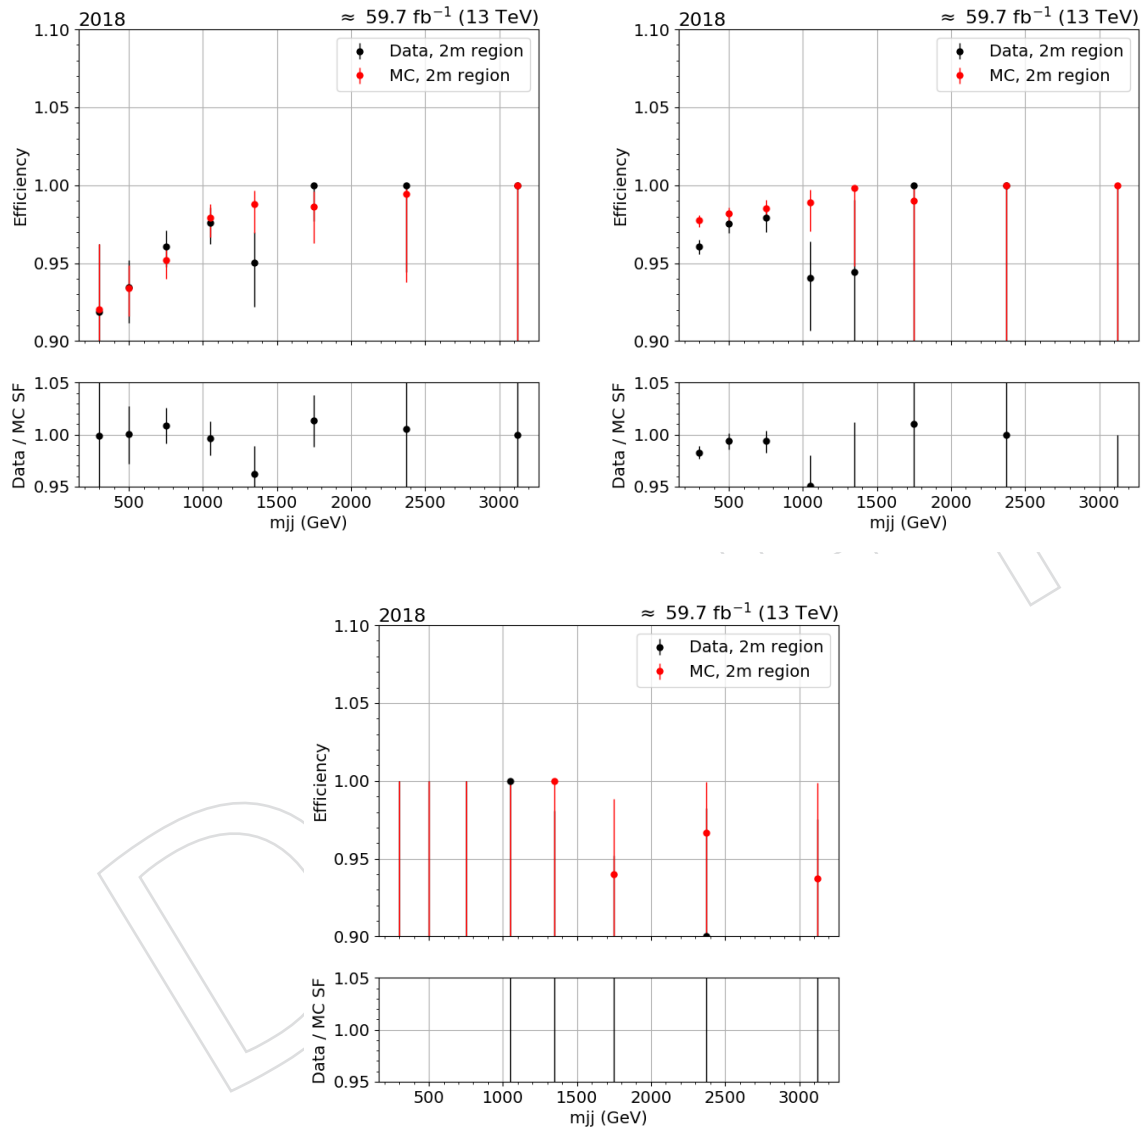 2018 ≈ 59.7 fb⁻¹ (13 TeV)
Data, 2m region
MC, 2m region
Efficiency
1.10
1.05
1.00
0.95
0.90
Data / MC SF
1.05
1.00
0.95
500 1000 1500 2000 2500 3000
mjj (GeV)
2018 ≈ 59.7 fb⁻¹ (13 TeV)
Data, 2m region
MC, 2m region
Efficiency
1.10
1.05
1.00
0.95
0.90
Data / MC SF
1.05
1.00
0.95
500 1000 1500 2000 2500 3000
mjj (GeV)
2018 ≈ 59.7 fb⁻¹ (13 TeV)
Data, 2m region
MC, 2m region
Efficiency
1.10
1.05
1.00
0.95
0.90
Data / MC SF
1.05
1.00
0.95
500 1000 1500 2000 2500 3000
mjj (GeV)